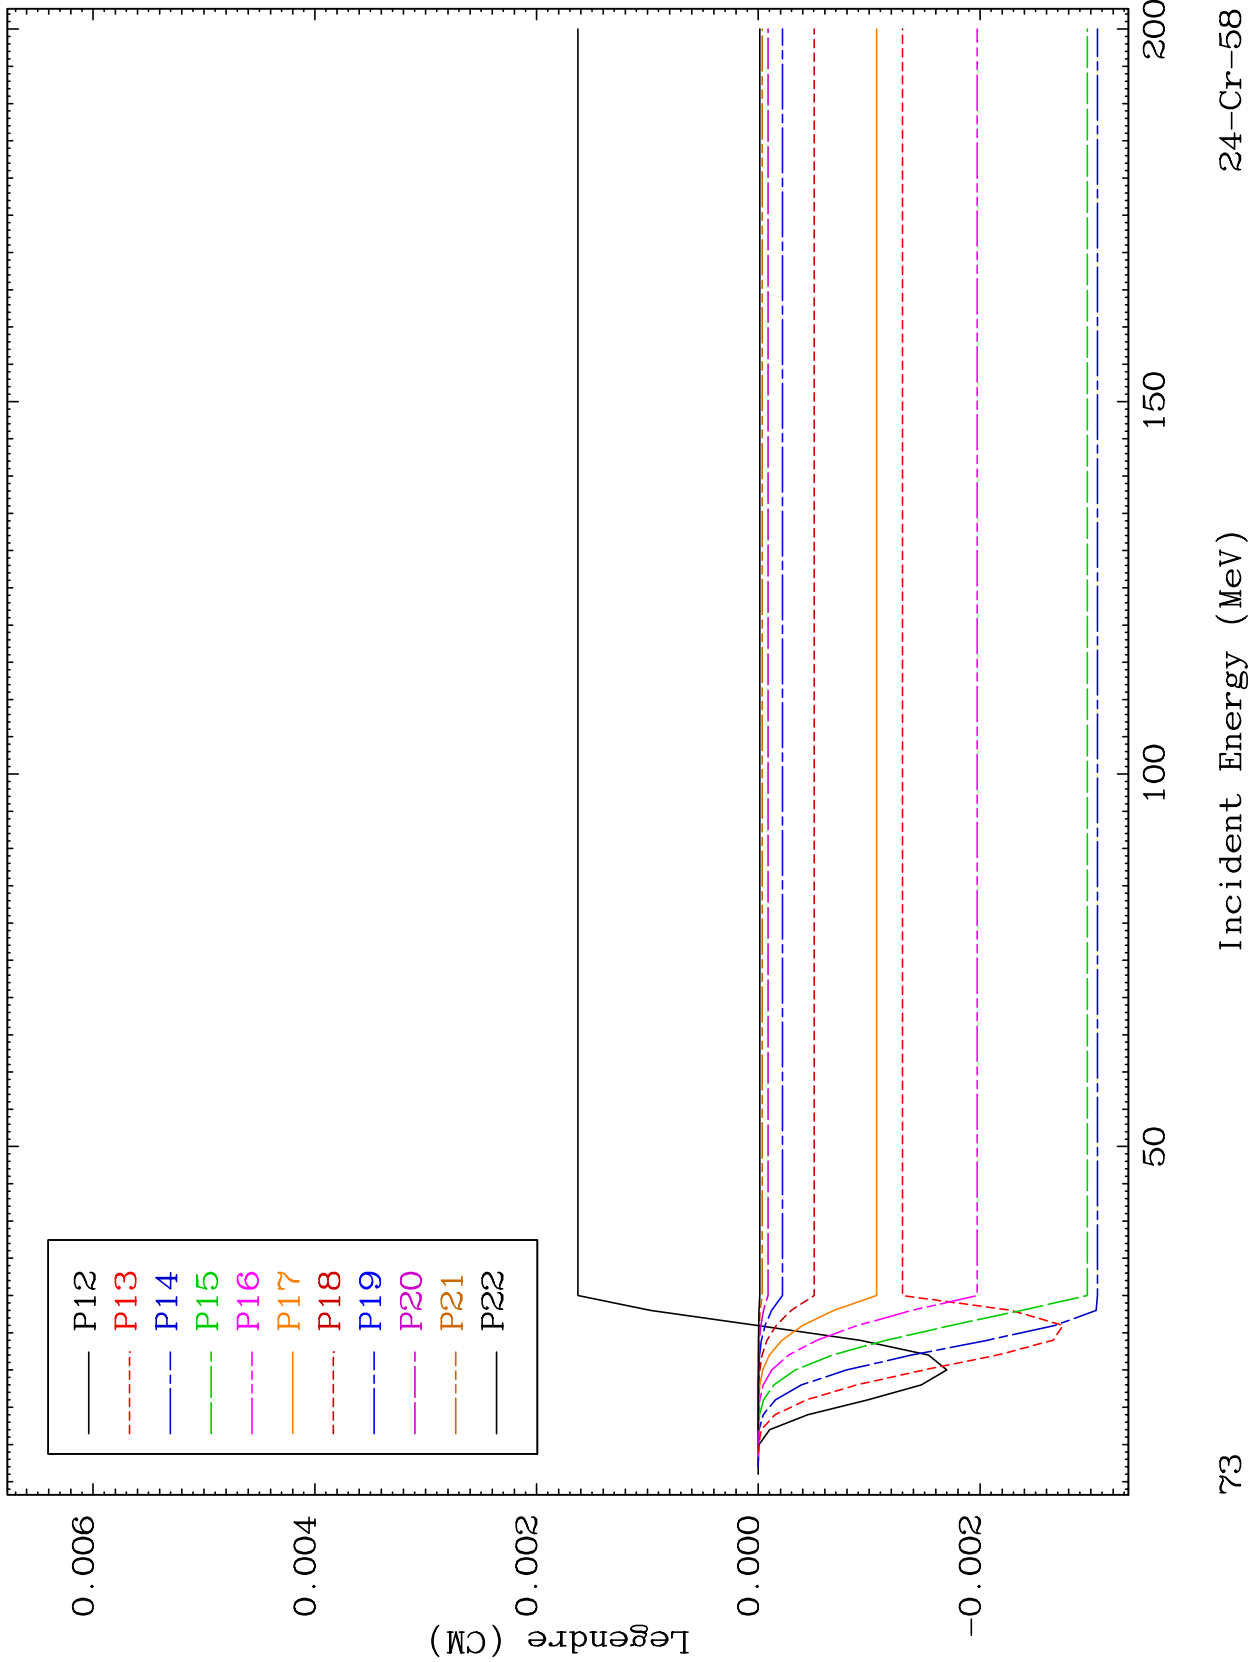 P12
P13
P14
P15
P16
P17
P18
P19
P20
P21
P22
0.006
0.004
0.002
0.000
-0.002
Legendre (CM)
50
100
150
200
Incident Energy (MeV)
73
24-Cr-58